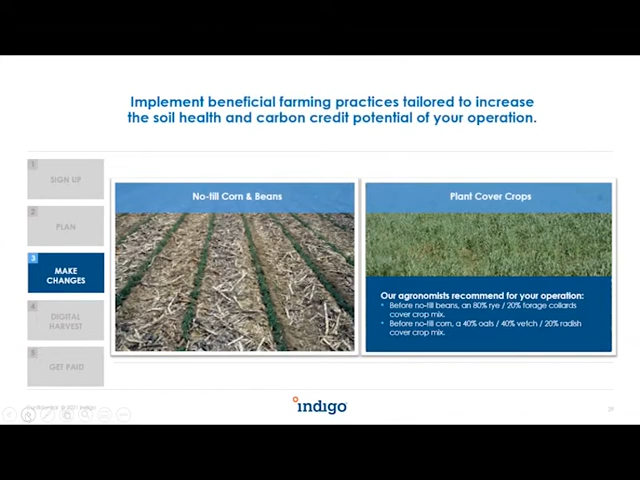 Implement beneficial farming practices tailored to increase
the soil health and carbon credit potential of your operation.
1
SIGN UP
2
PLAN
3
MAKE
CHANGES
4
DIGITAL
HARVEST
5
GET PAID
No-till Corn & Beans
Plant Cover Crops
Our agronomists recommend for your operation:
• Before no-till beans, an 80% rye / 20% forage collards
cover crop mix.
• Before no-till corn, a 40% oats / 40% vetch / 20% radish
cover crop mix.
Confidential © 2021 Indigo
indigo